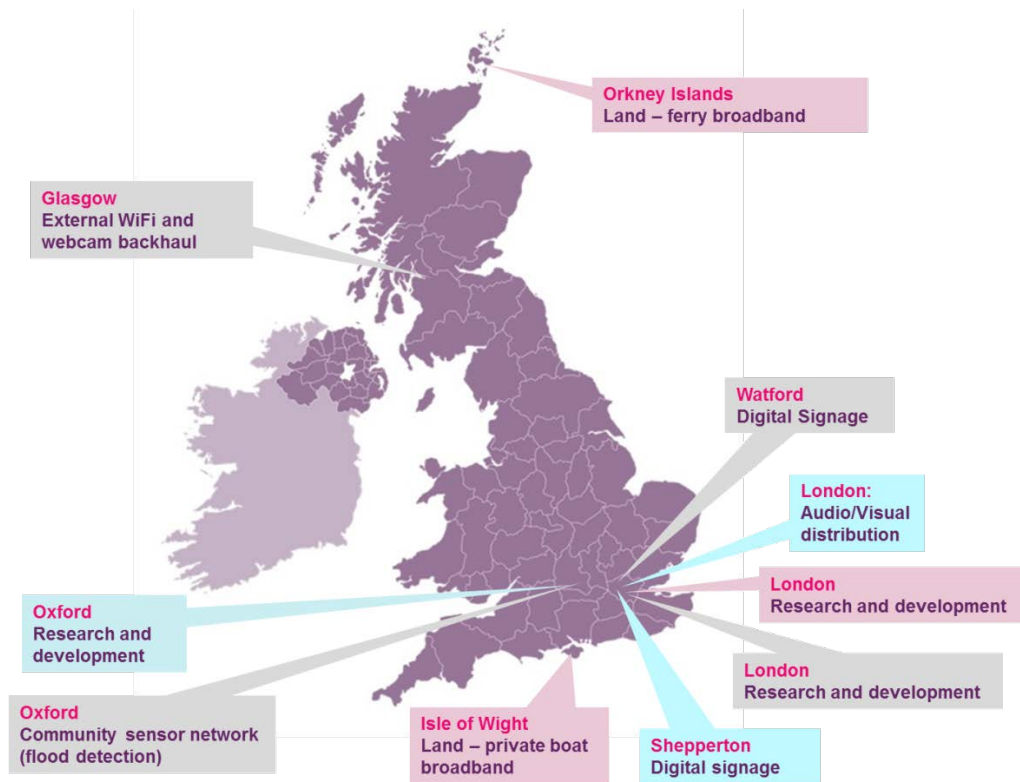 Orkney Islands
Land – ferry broadband
Glasgow
External WiFi and
webcam backhaul
Watford
Digital Signage
London:
Audio/Visual
distribution
London
Research and development
Oxford
Research and
development
London
Research and development
Oxford
Community sensor network
(flood detection)
Isle of Wight
Land – private boat
broadband
Shepperton
Digital signage